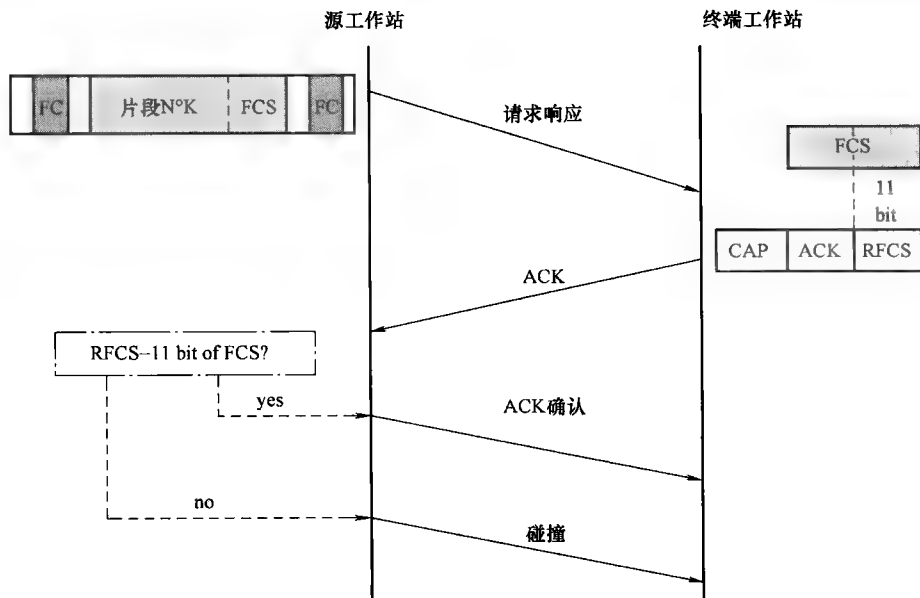 源工作站
终端工作站
FC
片段N°K
FCS
FC
请求响应
FCS
11
bit
CAP
ACK
RFCS
ACK
RFCS–11 bit of FCS?
yes
ACK确认
no
碰撞